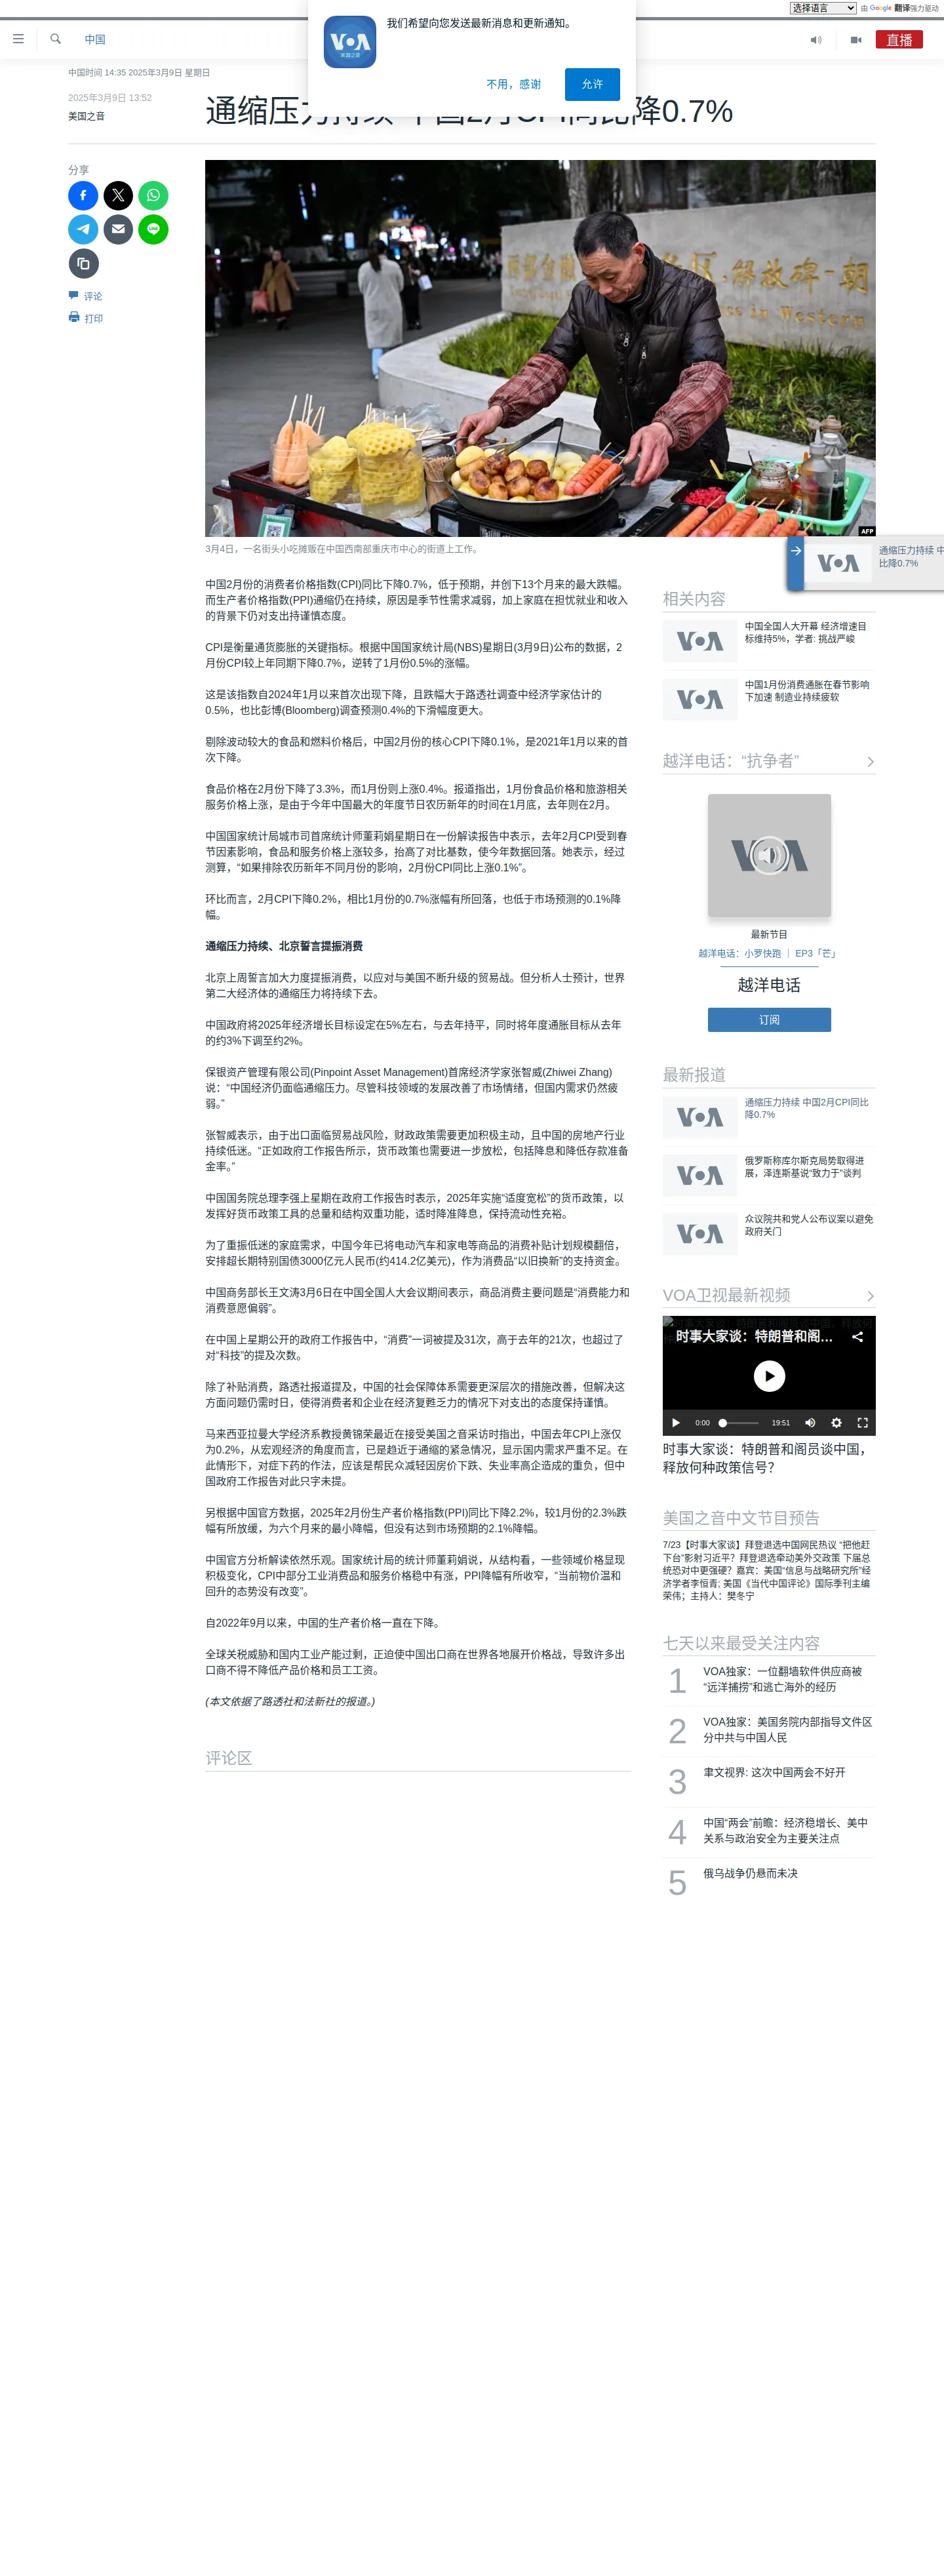 选择语言
由 Google 翻译强力驱动
中国
直播
VOA
美国之音
我们希望向您发送最新消息和更新通知。
不用，感谢
允许
中国时间 14:35 2025年3月9日 星期日
2025年3月9日 13:52
美国之音
通缩压力持续 中国2月CPI同比降0.7%
分享
LINE
评论
打印
解放碑一朝
ss in Western
AFP
3月4日，一名街头小吃摊贩在中国西南部重庆市中心的街道上工作。
VOA
通缩压力持续 中
比降0.7%
中国2月份的消费者价格指数(CPI)同比下降0.7%，低于预期，并创下13个月来的最大跌幅。
而生产者价格指数(PPI)通缩仍在持续，原因是季节性需求减弱，加上家庭在担忧就业和收入
的背景下仍对支出持谨慎态度。
CPI是衡量通货膨胀的关键指标。根据中国国家统计局(NBS)星期日(3月9日)公布的数据，2
月份CPI较上年同期下降0.7%，逆转了1月份0.5%的涨幅。
这是该指数自2024年1月以来首次出现下降，且跌幅大于路透社调查中经济学家估计的
0.5%，也比彭博(Bloomberg)调查预测0.4%的下滑幅度更大。
剔除波动较大的食品和燃料价格后，中国2月份的核心CPI下降0.1%，是2021年1月以来的首
次下降。
食品价格在2月份下降了3.3%，而1月份则上涨0.4%。报道指出，1月份食品价格和旅游相关
服务价格上涨，是由于今年中国最大的年度节日农历新年的时间在1月底，去年则在2月。
中国国家统计局城市司首席统计师董莉娟星期日在一份解读报告中表示，去年2月CPI受到春
节因素影响，食品和服务价格上涨较多，抬高了对比基数，使今年数据回落。她表示，经过
测算，“如果排除农历新年不同月份的影响，2月份CPI同比上涨0.1%”。
环比而言，2月CPI下降0.2%，相比1月份的0.7%涨幅有所回落，也低于市场预测的0.1%降
幅。
通缩压力持续、北京誓言提振消费
北京上周誓言加大力度提振消费，以应对与美国不断升级的贸易战。但分析人士预计，世界
第二大经济体的通缩压力将持续下去。
中国政府将2025年经济增长目标设定在5%左右，与去年持平，同时将年度通胀目标从去年
的约3%下调至约2%。
保银资产管理有限公司(Pinpoint Asset Management)首席经济学家张智威(Zhiwei Zhang)
说：“中国经济仍面临通缩压力。尽管科技领域的发展改善了市场情绪，但国内需求仍然疲
弱。”
张智威表示，由于出口面临贸易战风险，财政政策需要更加积极主动，且中国的房地产行业
持续低迷。“正如政府工作报告所示，货币政策也需要进一步放松，包括降息和降低存款准备
金率。”
中国国务院总理李强上星期在政府工作报告时表示，2025年实施“适度宽松”的货币政策，以
发挥好货币政策工具的总量和结构双重功能，适时降准降息，保持流动性充裕。
为了重振低迷的家庭需求，中国今年已将电动汽车和家电等商品的消费补贴计划规模翻倍，
安排超长期特别国债3000亿元人民币(约414.2亿美元)，作为消费品“以旧换新”的支持资金。
中国商务部长王文涛3月6日在中国全国人大会议期间表示，商品消费主要问题是“消费能力和
消费意愿偏弱”。
在中国上星期公开的政府工作报告中，“消费”一词被提及31次，高于去年的21次，也超过了
对“科技”的提及次数。
除了补贴消费，路透社报道提及，中国的社会保障体系需要更深层次的措施改善，但解决这
方面问题仍需时日，使得消费者和企业在经济复甦乏力的情况下对支出的态度保持谨慎。
马来西亚拉曼大学经济系教授黄锦荣最近在接受美国之音采访时指出，中国去年CPI上涨仅
为0.2%，从宏观经济的角度而言，已是趋近于通缩的紧急情况，显示国内需求严重不足。在
此情形下，对症下药的作法，应该是帮民众减轻因房价下跌、失业率高企造成的重负，但中
国政府工作报告对此只字未提。
另根据中国官方数据，2025年2月份生产者价格指数(PPI)同比下降2.2%，较1月份的2.3%跌
幅有所放缓，为六个月来的最小降幅，但没有达到市场预期的2.1%降幅。
中国官方分析解读依然乐观。国家统计局的统计师董莉娟说，从结构看，一些领域价格显现
积极变化，CPI中部分工业消费品和服务价格稳中有涨，PPI降幅有所收窄，“当前物价温和
回升的态势没有改变”。
自2022年9月以来，中国的生产者价格一直在下降。
全球关税威胁和国内工业产能过剩，正迫使中国出口商在世界各地展开价格战，导致许多出
口商不得不降低产品价格和员工工资。
(本文依据了路透社和法新社的报道。)
评论区
相关内容
VOA
中国全国人大开幕 经济增速目
标维持5%，学者: 挑战严峻
VOA
中国1月份消费通胀在春节影响
下加速 制造业持续疲软
越洋电话：“抗争者”
VOA
最新节目
越洋电话：小罗快跑 ｜ EP3「芒」
越洋电话
订阅
最新报道
VOA
通缩压力持续 中国2月CPI同比
降0.7%
VOA
俄罗斯称库尔斯克局势取得进
展，泽连斯基说“致力于”谈判
VOA
众议院共和党人公布议案以避免
政府关门
VOA卫视最新视频
时事大家谈：特朗普和阁员谈中国，释放何
时事大家谈：特朗普和阁…
0:00
19:51
时事大家谈：特朗普和阁员谈中国，
释放何种政策信号？
美国之音中文节目预告
7/23【时事大家谈】拜登退选中国网民热议 “把他赶
下台”影射习近平？拜登退选牵动美外交政策 下届总
统恐对中更强硬？嘉宾：美国“信息与战略研究所”经
济学者李恒青; 美国《当代中国评论》国际季刊主编
荣伟；主持人：樊冬宁
七天以来最受关注内容
1
VOA独家：一位翻墙软件供应商被
“远洋捕捞”和逃亡海外的经历
2
VOA独家：美国务院内部指导文件区
分中共与中国人民
3
聿文视界: 这次中国两会不好开
4
中国“两会”前瞻：经济稳增长、美中
关系与政治安全为主要关注点
5
俄乌战争仍悬而未决